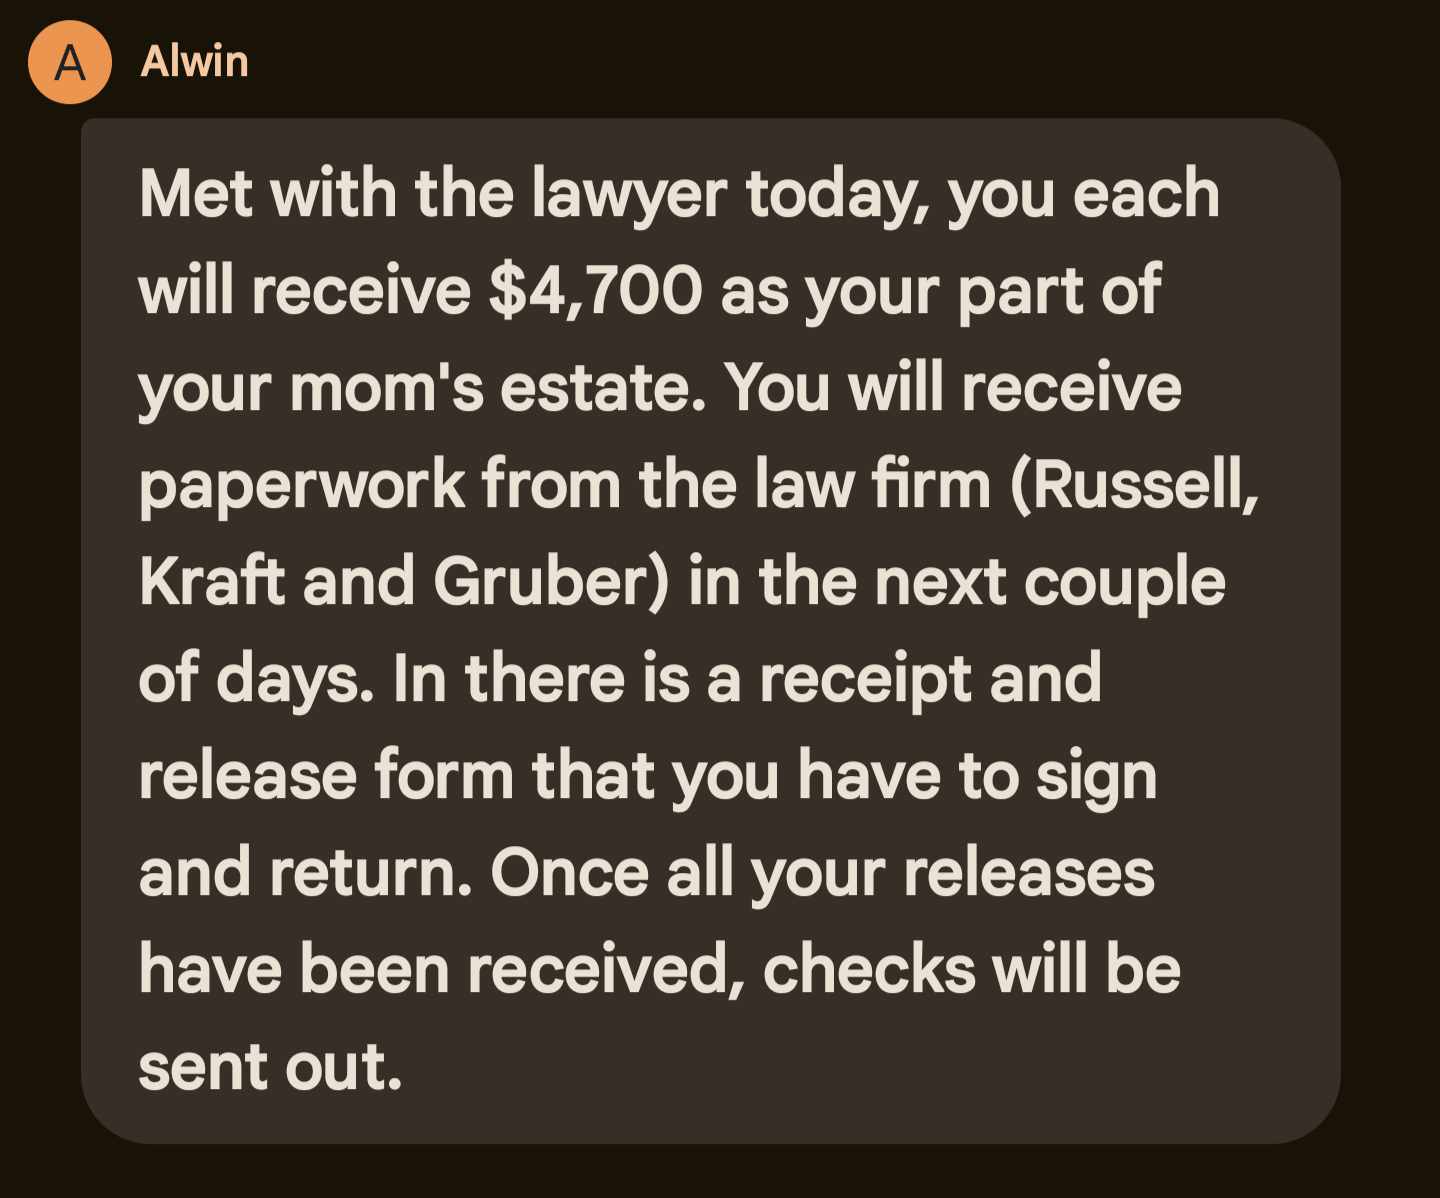 A
Alwin
Met with the lawyer today, you each
will receive $4,700 as your part of
your mom's estate. You will receive
paperwork from the law firm (Russell,
Kraft and Gruber) in the next couple
of days. In there is a receipt and
release form that you have to sign
and return. Once all your releases
have been received, checks will be
sent out.